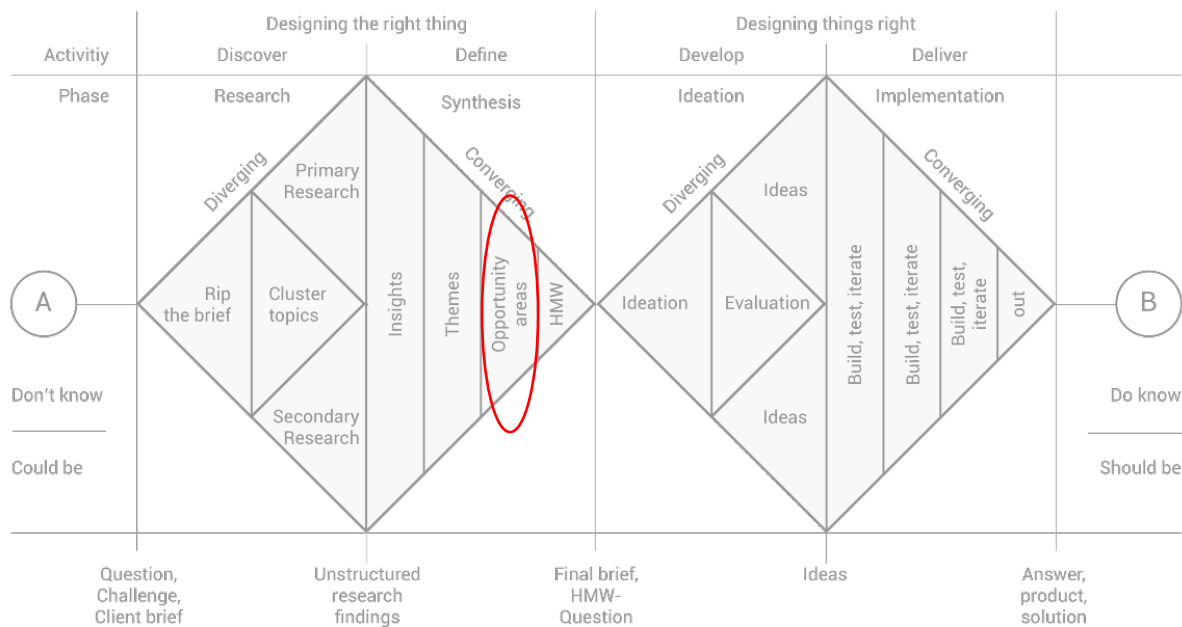 Designing the right thing
Designing things right
Activitiy
Discover
Define
Develop
Deliver
Phase
Research
Synthesis
Ideation
Implementation
Diverging
Converging
Diverging
Converging
Primary
Research
Rip
the brief
Cluster
topics
Secondary
Research
Insights
Themes
Opportunity
areas
HMW
Ideas
Ideation
Evaluation
Ideas
Build, test, iterate
Build, test, iterate
Build, test,
iterate
out
A
B
Don't know
Could be
Do know
Should be
Question,
Challenge,
Client brief
Unstructured
research
findings
Final brief,
HMW-
Question
Ideas
Answer,
product,
solution